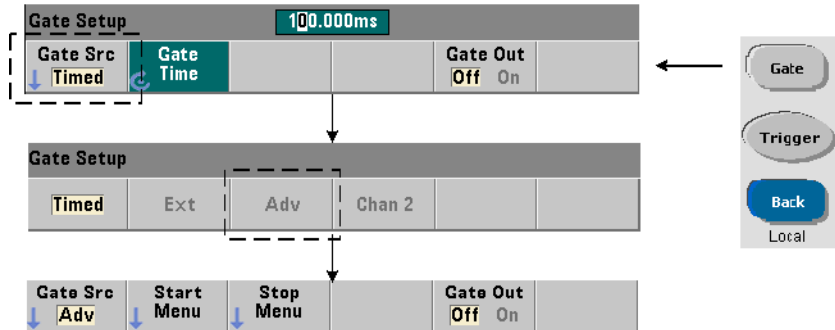 Gate Setup 100.000ms
Gate Src Gate Gate Out
Timed Time Off On
Gate
Trigger
Back
Local
Gate Setup
Timed Ext Adv Chan 2
Gate Src Start Stop Gate Out
Adv Menu Menu Off On